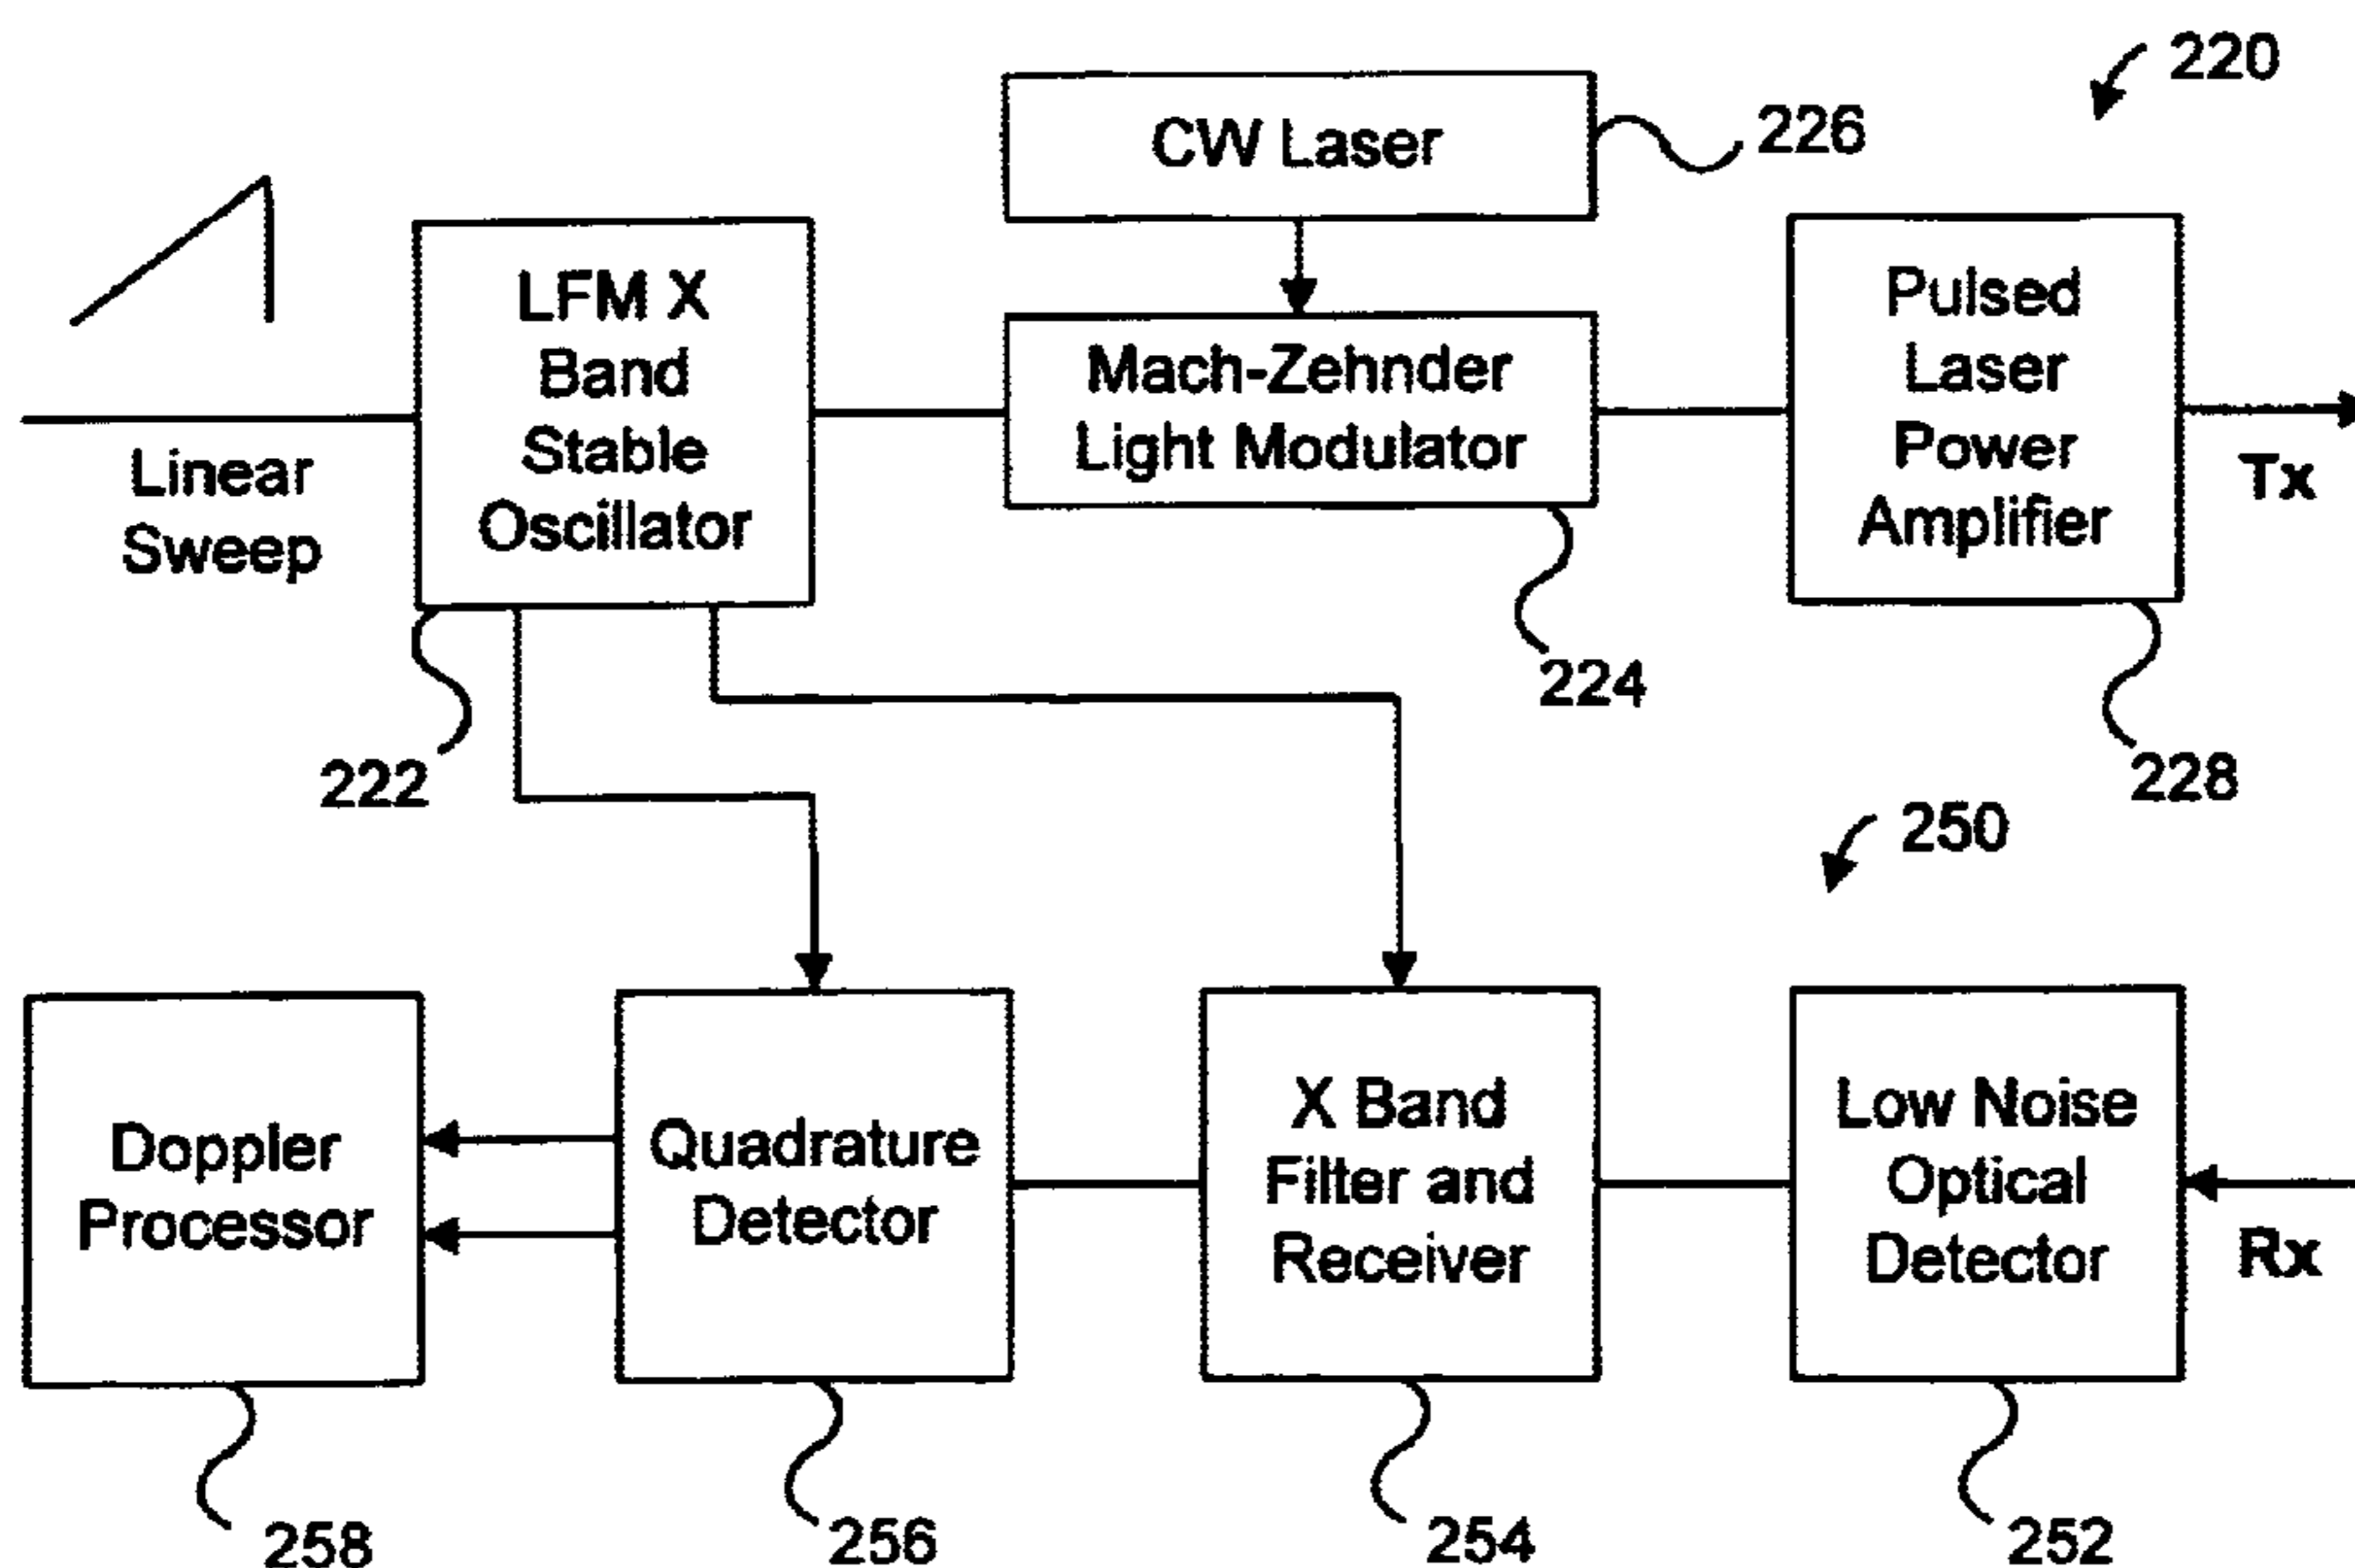 220
CW Laser
226
LFM X
Band
Stable
Oscillator
Mach-Zehnder
Light Modulator
Pulsed
Laser
Power
Amplifier
Linear
Sweep
Tx
224
222
228
250
Doppler
Processor
Quadrature
Detector
X Band
Filter and
Receiver
Low Noise
Optical
Detector
Rx
258
256
254
252